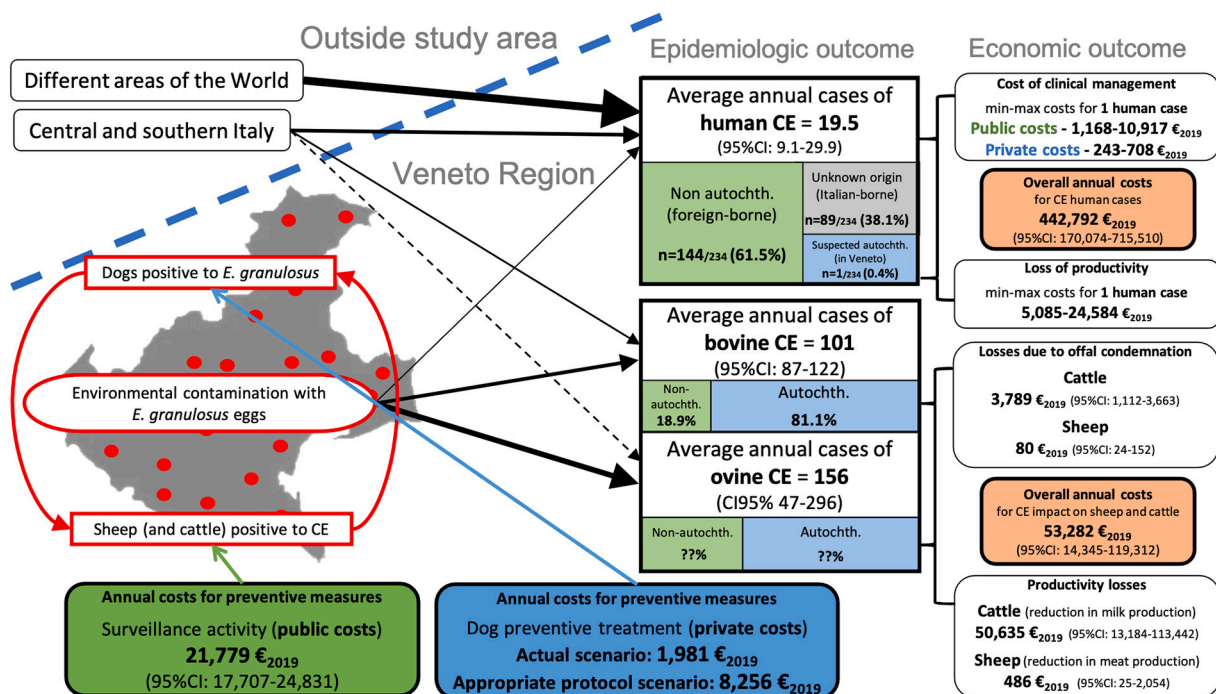 Outside study area
Different areas of the World
Central and southern Italy
Veneto Region
Dogs positive to E. granulosus
Environmental contamination with
E. granulosus eggs
Sheep (and cattle) positive to CE
Annual costs for preventive measures
Surveillance activity (public costs)
21,779 €2019
(95%CI: 17,707-24,831)
Annual costs for preventive measures
Dog preventive treatment (private costs)
Actual scenario: 1,981 €2019
Appropriate protocol scenario: 8,256 €2019
Epidemiologic outcome
Average annual cases of
human CE = 19.5
(95%CI: 9.1-29.9)
Non autochth.
(foreign-borne)
n=144/234 (61.5%)
Unknown origin
(Italian-borne)
n=89/234 (38.1%)
Suspected autochth.
(in Veneto)
n=1/234 (0.4%)
Average annual cases of
bovine CE = 101
(95%CI: 87-122)
Non-
autochth.
18.9%
Autochth.
81.1%
Average annual cases of
ovine CE = 156
(CI95% 47-296)
Non-autochth.
??%
Autochth.
??%
Economic outcome
Cost of clinical management
min-max costs for 1 human case
Public costs - 1,168-10,917 €2019
Private costs - 243-708 €2019
Overall annual costs
for CE human cases
442,792 €2019
(95%CI: 170,074-715,510)
Loss of productivity
min-max costs for 1 human case
5,085-24,584 €2019
Losses due to offal condemnation
Cattle
3,789 €2019 (95%CI: 1,112-3,663)
Sheep
80 €2019 (95%CI: 24-152)
Overall annual costs
for CE impact on sheep and cattle
53,282 €2019
(95%CI: 14,345-119,312)
Productivity losses
Cattle (reduction in milk production)
50,635 €2019 (95%CI: 13,184-113,442)
Sheep (reduction in meat production)
486 €2019 (95%CI: 25-2,054)